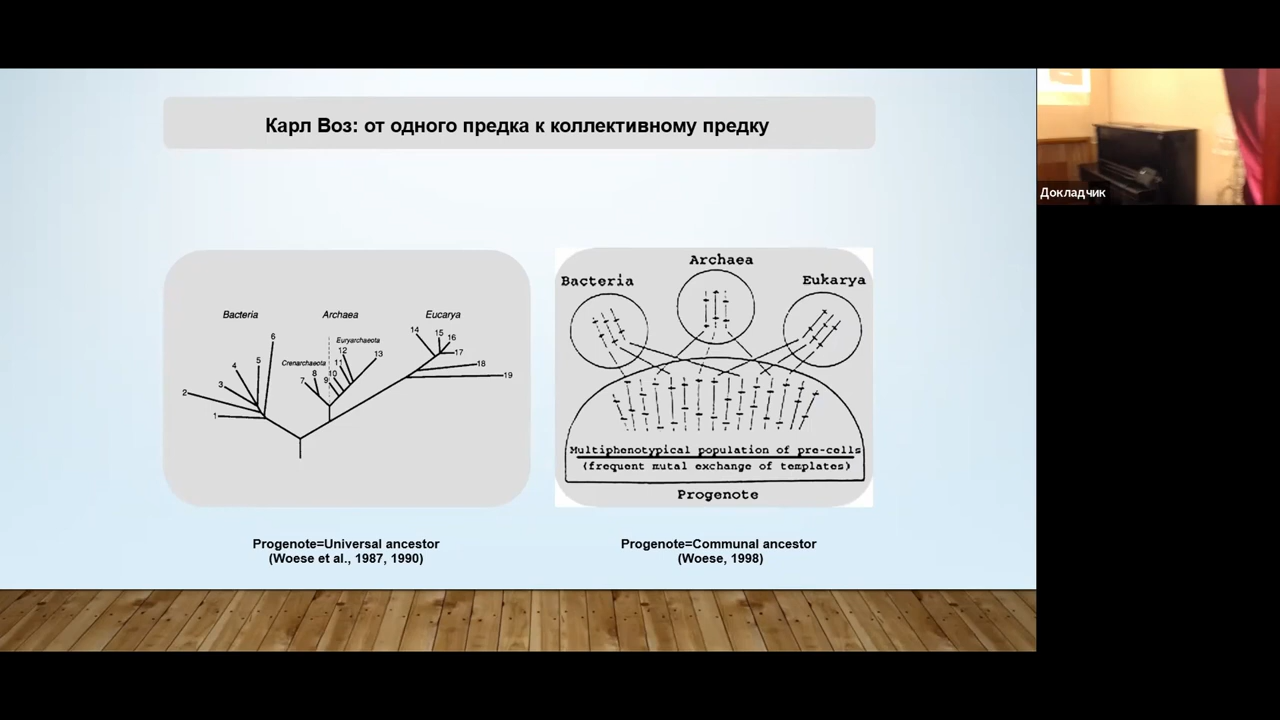 Карл Воз: от одного предка к коллективному предку
Докладчик
Bacteria
Archaea
Eucarya
Crenarchaeota
Euryarchaeota
1
2
3
4
5
6
7
8
9
10
11
12
13
14
15
16
17
18
19
Progenote=Universal ancestor
(Woese et al., 1987, 1990)
Archaea
Bacteria
Eukarya
Multiphenotypical population of pre-cells
(frequent mutal exchange of templates)
Progenote
Progenote=Communal ancestor
(Woese, 1998)